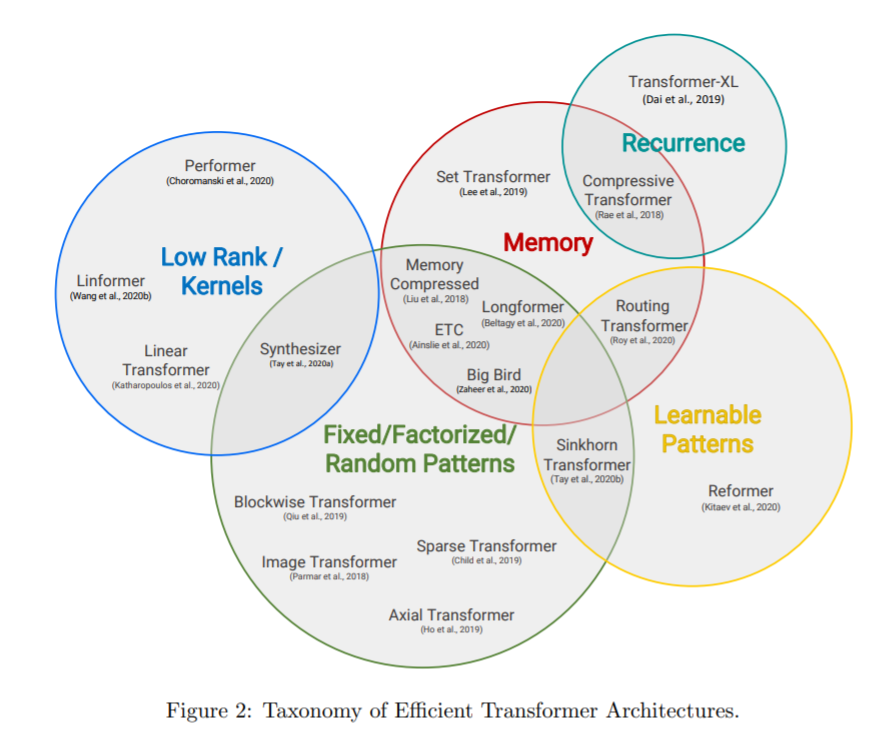 Transformer-XL
(Dai et al., 2019)
Recurrence
Compressive
Transformer
(Rae et al., 2018)
Set Transformer
(Lee et al., 2019)
Memory
Performer
(Choromanski et al., 2020)
Low Rank /
Kernels
Linformer
(Wang et al., 2020b)
Linear
Transformer
(Katharopoulos et al., 2020)
Synthesizer
(Tay et al., 2020a)
Memory
Compressed
(Liu et al., 2018)
Longformer
(Beltagy et al., 2020)
ETC
(Ainslie et al., 2020)
Big Bird
(Zaheer et al., 2020)
Routing
Transformer
(Roy et al., 2020)
Learnable
Patterns
Fixed/Factorized/
Random Patterns
Sinkhorn
Transformer
(Tay et al., 2020b)
Reformer
(Kitaev et al., 2020)
Blockwise Transformer
(Qiu et al., 2019)
Sparse Transformer
(Child et al., 2019)
Image Transformer
(Parmar et al., 2018)
Axial Transformer
(Ho et al., 2019)
Figure 2: Taxonomy of Efficient Transformer Architectures.